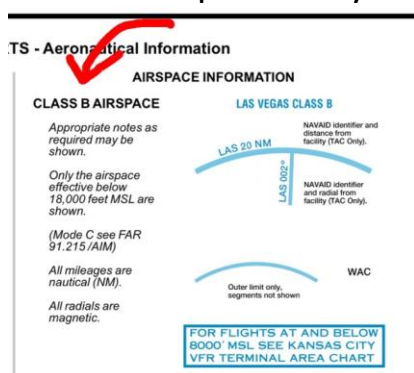 TS - Aeronautical Information
AIRSPACE INFORMATION
CLASS B AIRSPACE
Appropriate notes as
required may be
shown.
Only the airspace
effective below
18,000 feet MSL are
shown.
(Mode C see FAR
91.215 /AIM)
All mileages are
nautical (NM).
All radials are
magnetic.
LAS VEGAS CLASS B
LAS 20 NM
NAVAID identifier and
distance from
facility (TAC Only).
LAS 002°
NAVAID identifier
and radial from
facility (TAC Only).
Outer limit only,
segments not shown
WAC
FOR FLIGHTS AT AND BELOW
8000' MSL SEE KANSAS CITY
VFR TERMINAL AREA CHART